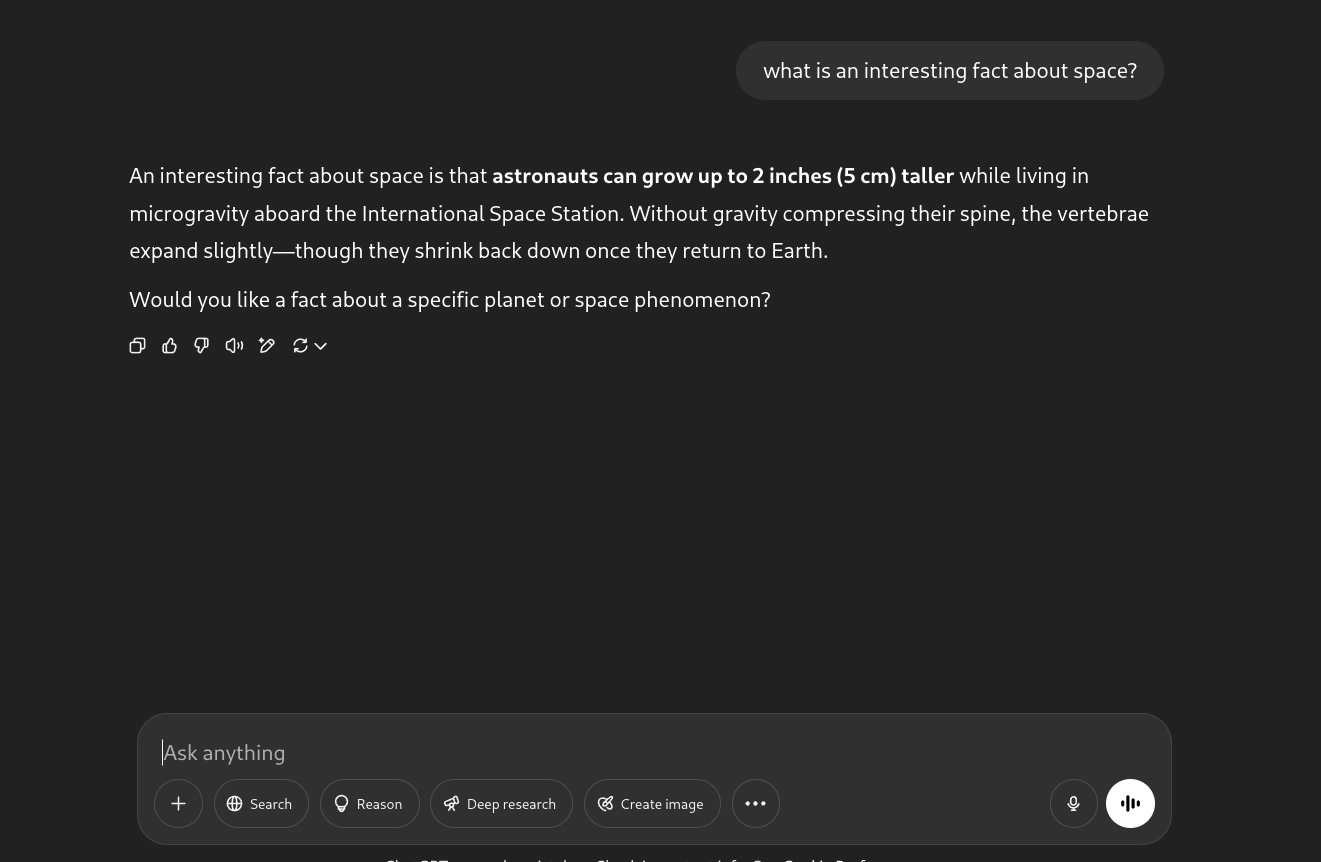 what is an interesting fact about space?
An interesting fact about space is that astronauts can grow up to 2 inches (5 cm) taller while living in
microgravity aboard the International Space Station. Without gravity compressing their spine, the vertebrae
expand slightly—though they shrink back down once they return to Earth.
Would you like a fact about a specific planet or space phenomenon?
Ask anything
Search Reason Deep research Create image